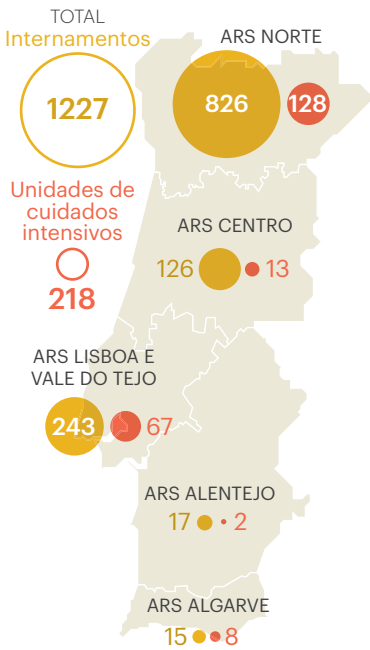 TOTAL
Internamentos
1227
Unidades de
cuidados
intensivos
218
ARS NORTE
826
128
ARS CENTRO
126
13
ARS LISBOA E
VALE DO TEJO
243
67
ARS ALENTEJO
17
2
ARS ALGARVE
15
8